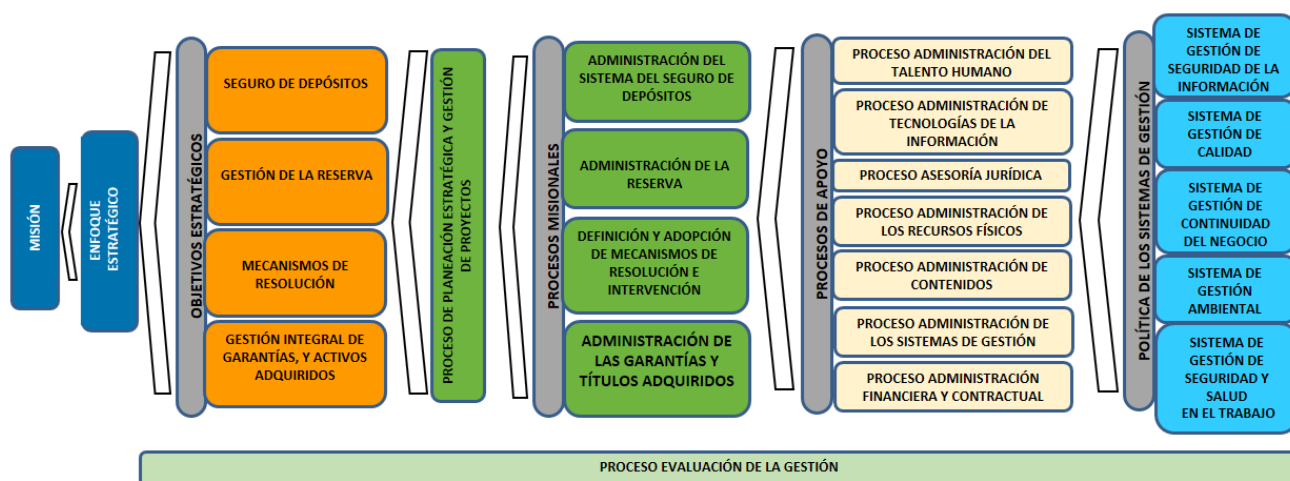 MISIÓN
ENFOQUE
ESTRATÉGICO
OBJETIVOS ESTRATÉGICOS
SEGURO DE DEPÓSITOS
GESTIÓN DE LA RESERVA
MECANISMOS DE
RESOLUCIÓN
GESTIÓN INTEGRAL DE
GARANTÍAS, Y ACTIVOS
ADQUIRIDOS
PROCESO DE PLANEACIÓN ESTRATÉGICA Y GESTIÓN
DE PROYECTOS
PROCESOS MISIONALES
ADMINISTRACIÓN DEL
SISTEMA DEL SEGURO DE
DEPÓSITOS
ADMINISTRACIÓN DE LA
RESERVA
DEFINICIÓN Y ADOPCIÓN
DE MECANISMOS DE
RESOLUCIÓN E
INTERVENCIÓN
ADMINISTRACIÓN DE
LAS GARANTÍAS Y
TÍTULOS ADQUIRIDOS
PROCESOS DE APOYO
PROCESO ADMINISTRACIÓN DEL
TALENTO HUMANO
PROCESO ADMINISTRACIÓN DE
TECNOLOGÍAS DE LA
INFORMACIÓN
PROCESO ASESORÍA JURÍDICA
PROCESO ADMINISTRACIÓN DE
LOS RECURSOS FÍSICOS
PROCESO ADMINISTRACIÓN DE
CONTENIDOS
PROCESO ADMINISTRACIÓN DE
LOS SISTEMAS DE GESTIÓN
PROCESO ADMINISTRACIÓN
FINANCIERA Y CONTRACTUAL
POLÍTICA DE LOS SISTEMAS DE GESTIÓN
SISTEMA DE
GESTIÓN DE
SEGURIDAD DE LA
INFORMACIÓN
SISTEMA DE
GESTIÓN DE
CALIDAD
SISTEMA DE
GESTIÓN DE
CONTINUIDAD
DEL NEGOCIO
SISTEMA DE
GESTIÓN
AMBIENTAL
SISTEMA DE
GESTIÓN DE
SEGURIDAD Y
SALUD
EN EL TRABAJO
PROCESO EVALUACIÓN DE LA GESTIÓN